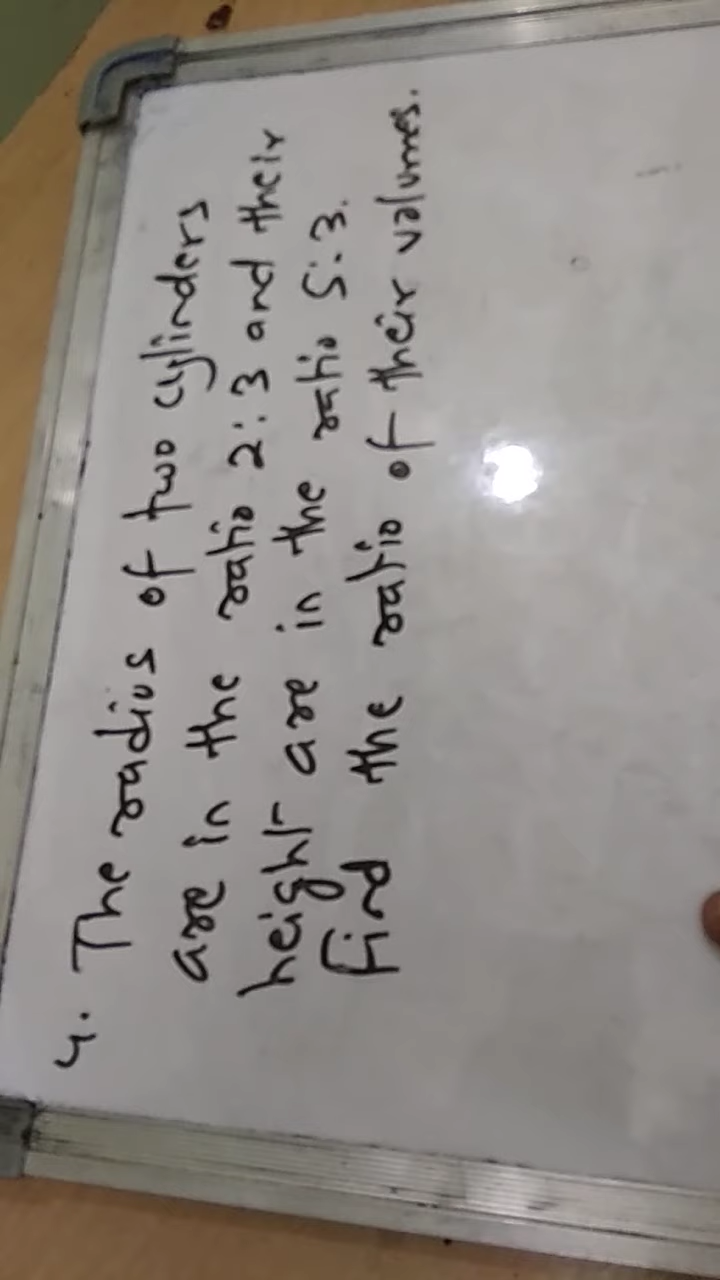 4. The radius of two cylinders
are in the ratio 2:3 and their
height are in the ratio 5:3.
Find the ratio of their volumes.